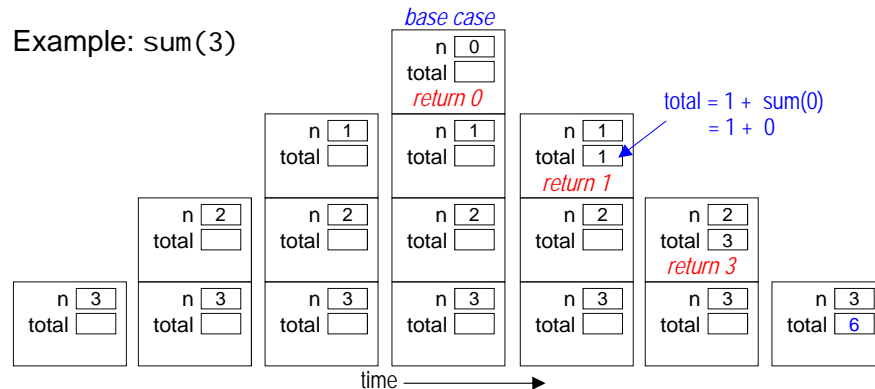 base case
Example: sum(3)
n 0
total
return 0
total = 1 + sum(0)
= 1 + 0
n 1 n 1 n 1
total total total 1
return 1
n 2 n 2 n 2 n 2 n 2
total total total total total 3
return 3
n 3 n 3 n 3 n 3 n 3 n 3 n 3
total total total total total total total 6
time